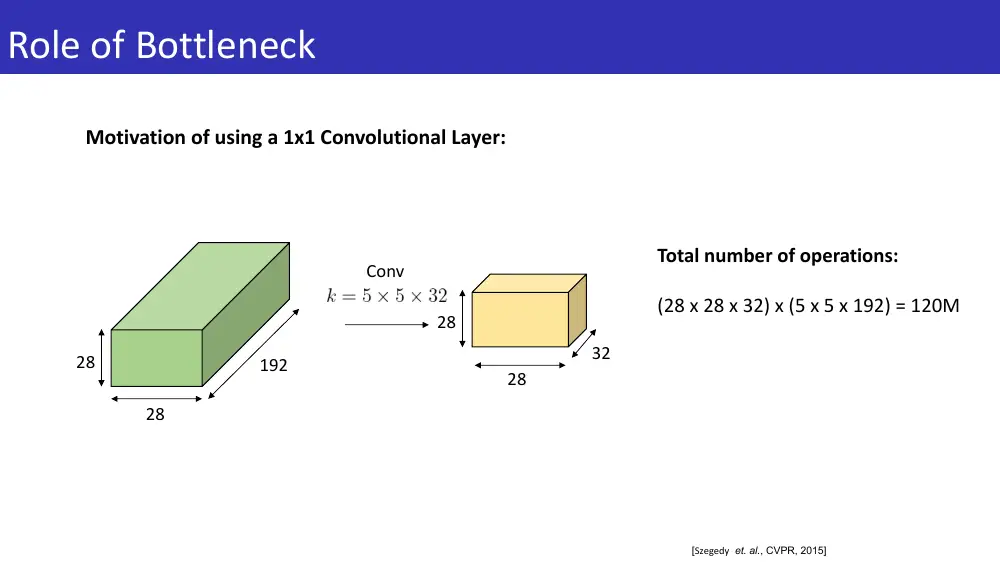 Role of Bottleneck
Motivation of using a 1x1 Convolutional Layer:
Total number of operations:
(28 x 28 x 32) x (5 x 5 x 192) = 120M
Conv
k = 5 × 5 × 32
28
28
192
28
28
32
[Szegedy et. al., CVPR, 2015]